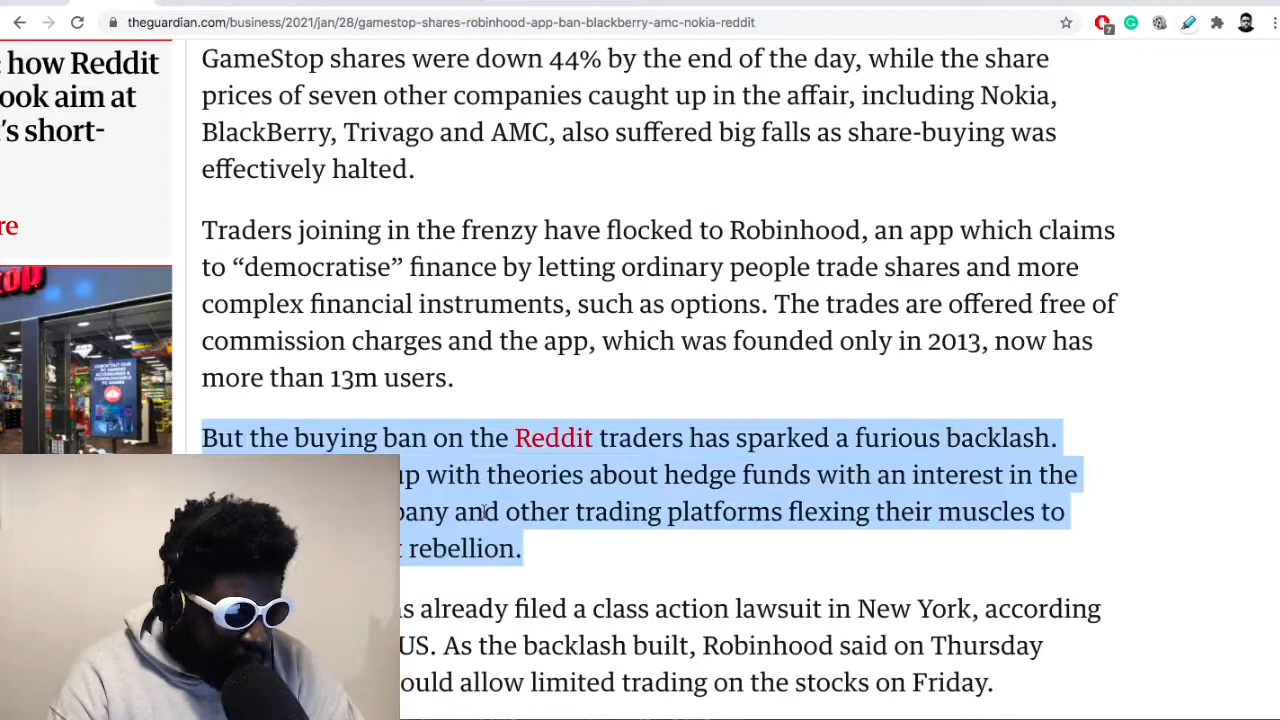 theguardian.com/business/2021/jan/28/gamestop-shares-robinhood-app-ban-blackberry-amc-nokia-reddit
7
: how Reddit
ook aim at
's short-
re
GameStop shares were down 44% by the end of the day, while the share
prices of seven other companies caught up in the affair, including Nokia,
BlackBerry, Trivago and AMC, also suffered big falls as share-buying was
effectively halted.
Traders joining in the frenzy have flocked to Robinhood, an app which claims
to “democratise” finance by letting ordinary people trade shares and more
complex financial instruments, such as options. The trades are offered free of
commission charges and the app, which was founded only in 2013, now has
more than 13m users.
But the buying ban on the Reddit traders has sparked a furious backlash.
up with theories about hedge funds with an interest in the
pany and other trading platforms flexing their muscles to
t rebellion.
s already filed a class action lawsuit in New York, according
US. As the backlash built, Robinhood said on Thursday
ould allow limited trading on the stocks on Friday.